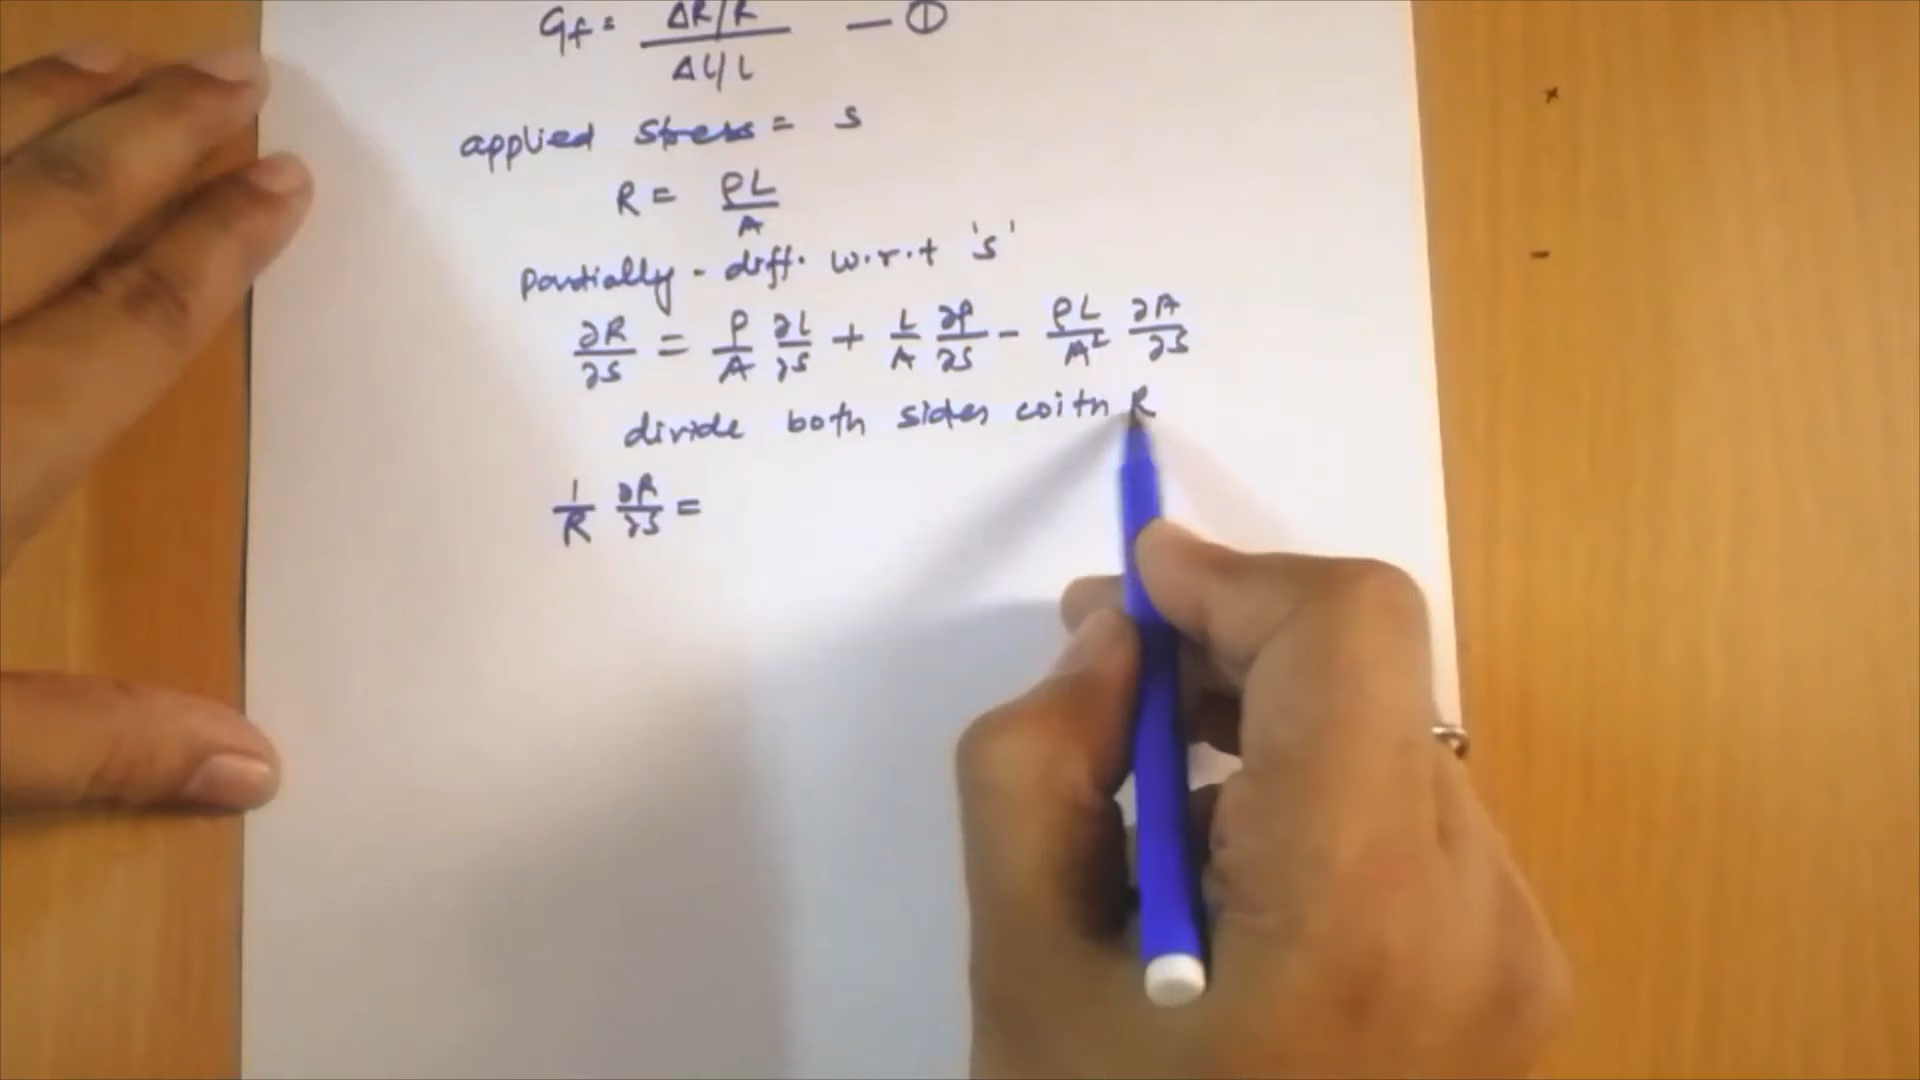 Gf = ΔR/R / ΔL/L — ①
applied stress = s
R = ρL/A
Partially - diff. w.r.t 's'
∂R/∂s = ρ/A ∂L/∂s + L/A ∂ρ/∂s - ρL/A² ∂A/∂s
divide both sides with R
1/R ∂R/∂s =